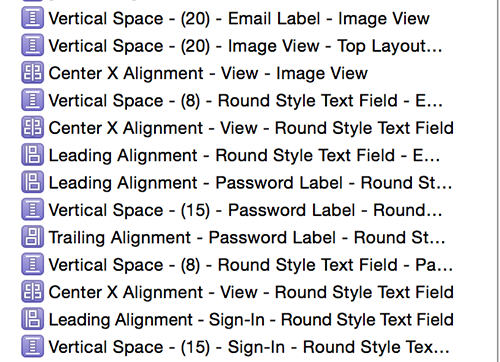 Vertical Space - (20) - Email Label - Image View
Vertical Space - (20) - Image View - Top Layout...
Center X Alignment - View - Image View
Vertical Space - (8) - Round Style Text Field - E...
Center X Alignment - View - Round Style Text Field
Leading Alignment - Round Style Text Field - E...
Leading Alignment - Password Label - Round St...
Vertical Space - (15) - Password Label - Round...
Trailing Alignment - Password Label - Round St...
Vertical Space - (8) - Round Style Text Field - Pa...
Center X Alignment - View - Round Style Text Field
Leading Alignment - Sign-In - Round Style Text Field
Vertical Space - (15) - Sign-In - Round Style Tex...